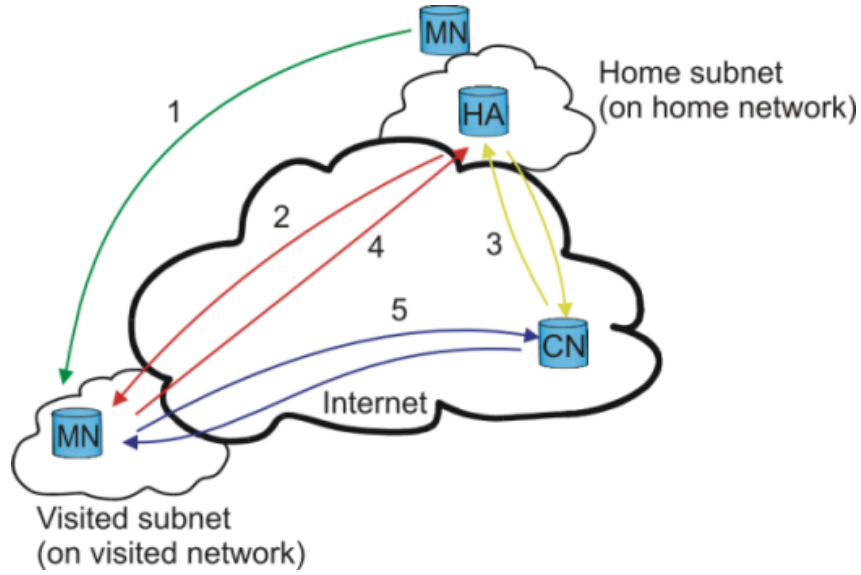 MN
Home subnet
(on home network)
HA
1
2
4
3
5
CN
Internet
MN
Visited subnet
(on visited network)